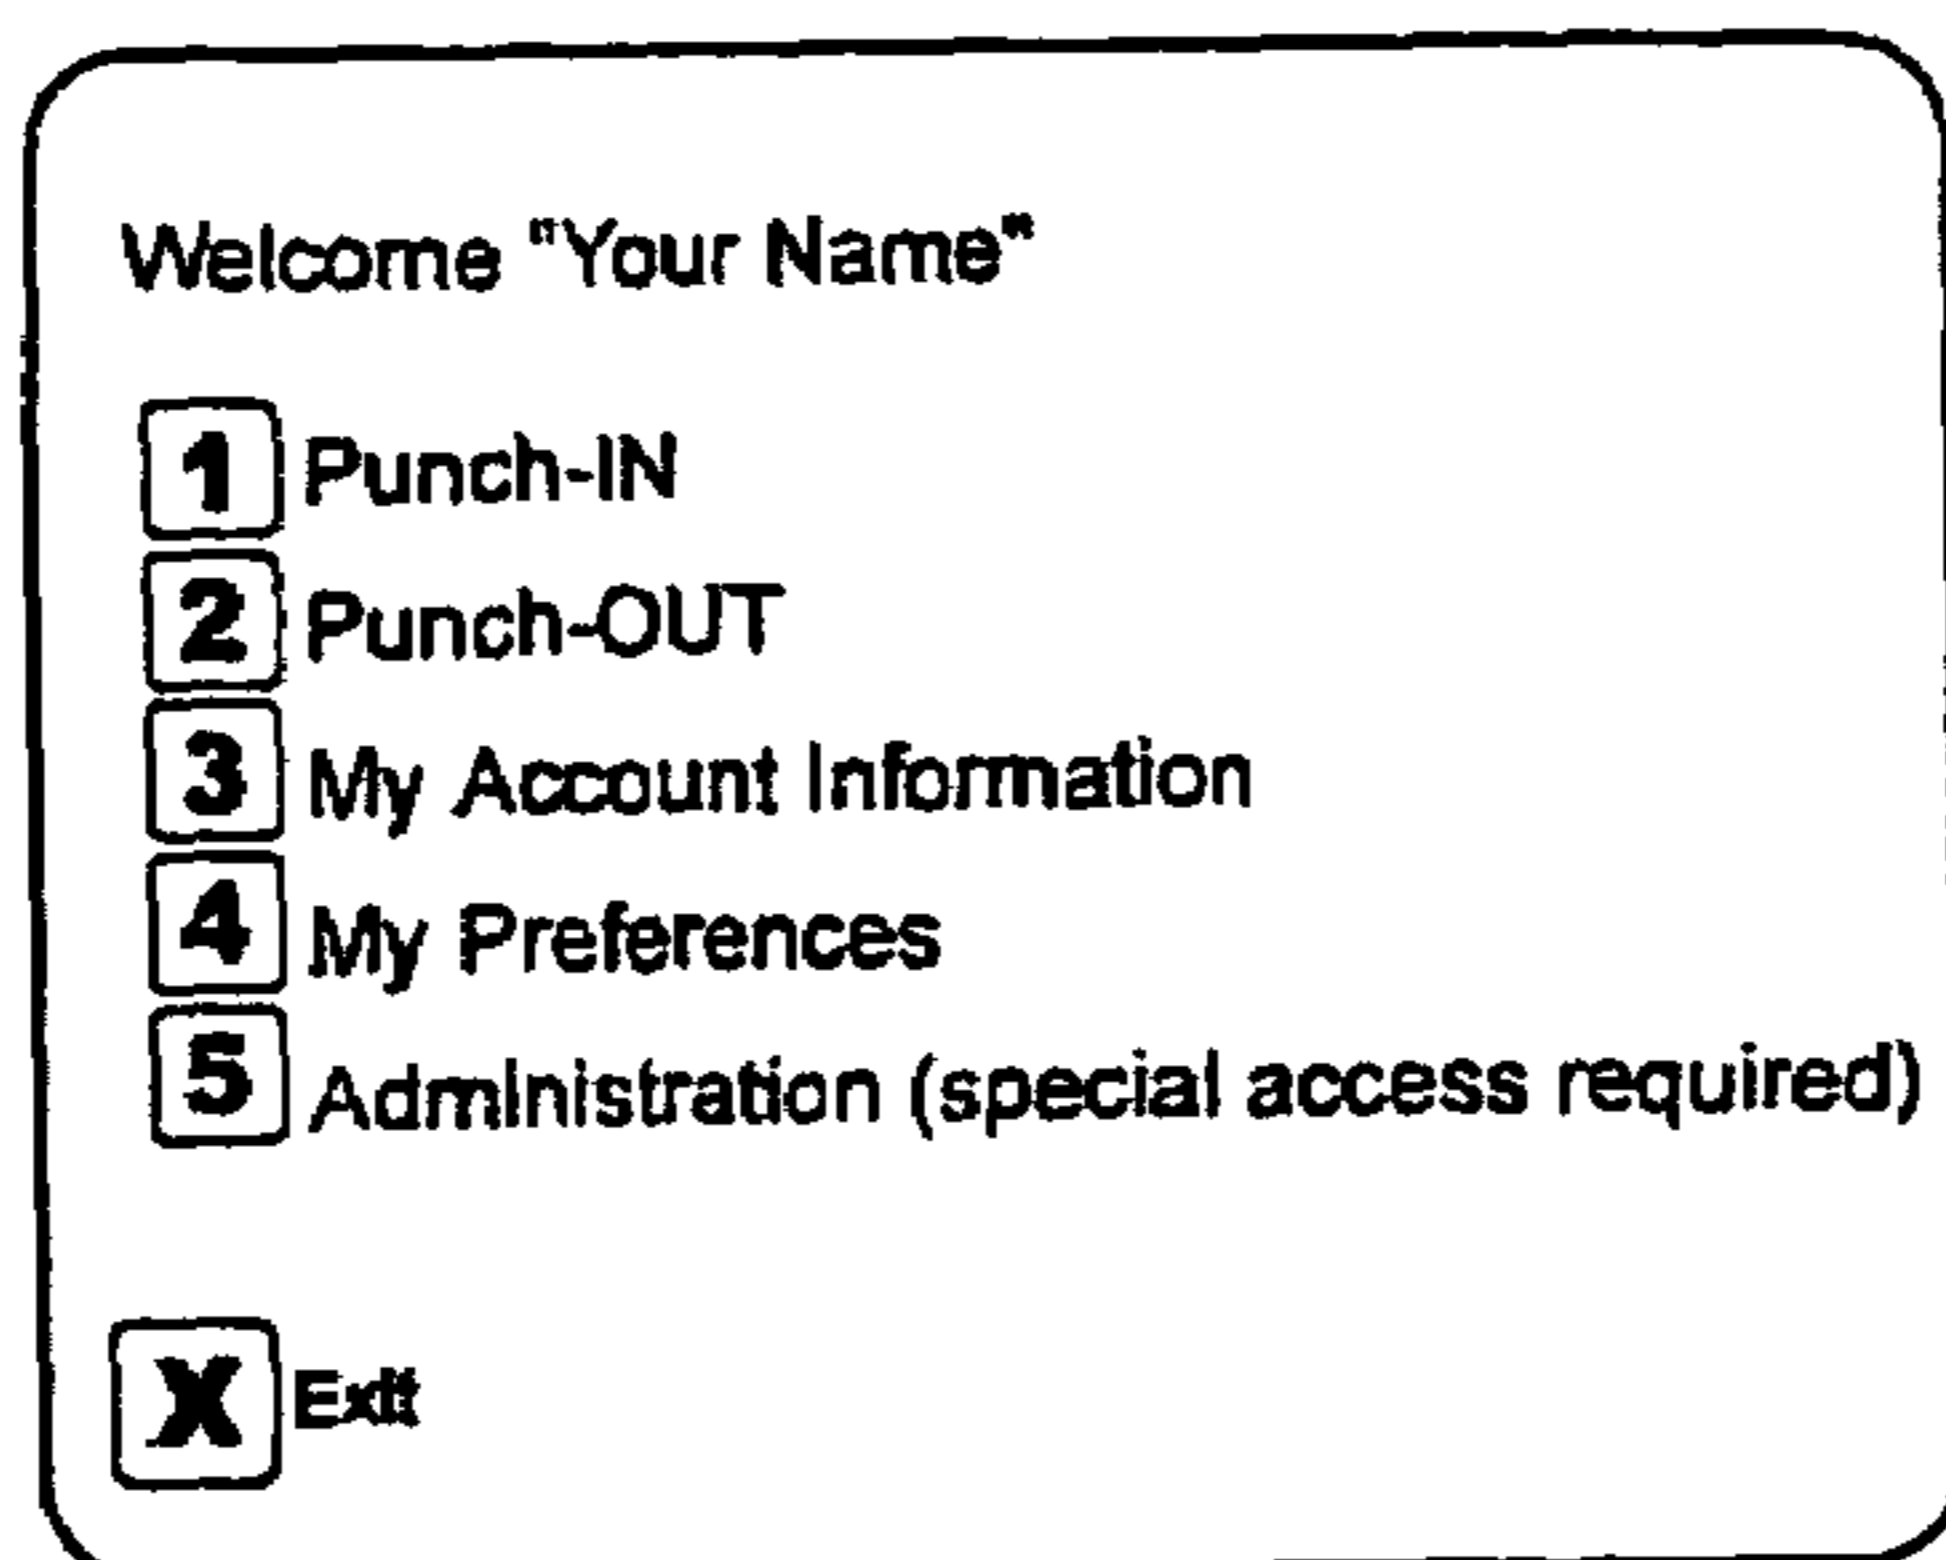 Welcome "Your Name"
1 Punch-IN
2 Punch-OUT
3 My Account Information
4 My Preferences
5 Administration (special access required)
X Exit